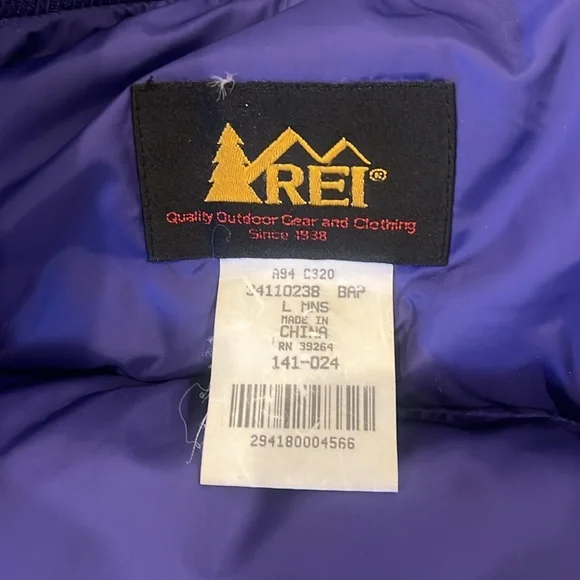 REI®
Quality Outdoor Gear and Clothing
Since 1938
A94 C320
34110238 BAP
L MNS
MADE IN
CHINA
RN 39264
141-024
294180004566